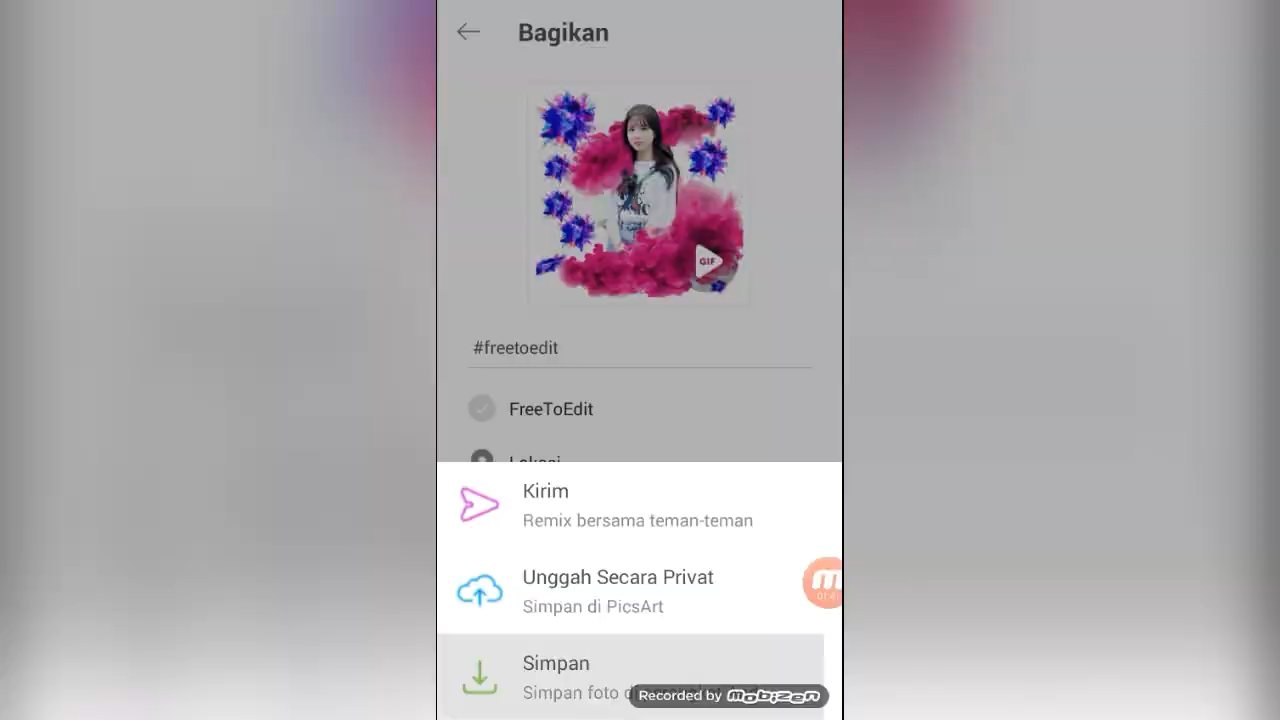 Bagikan
GIF
#freetoedit
FreeToEdit
Kirim
Remix bersama teman-teman
Unggah Secara Privat
Simpan di PicsArt
Simpan
Simpan foto
Recorded by mobizen